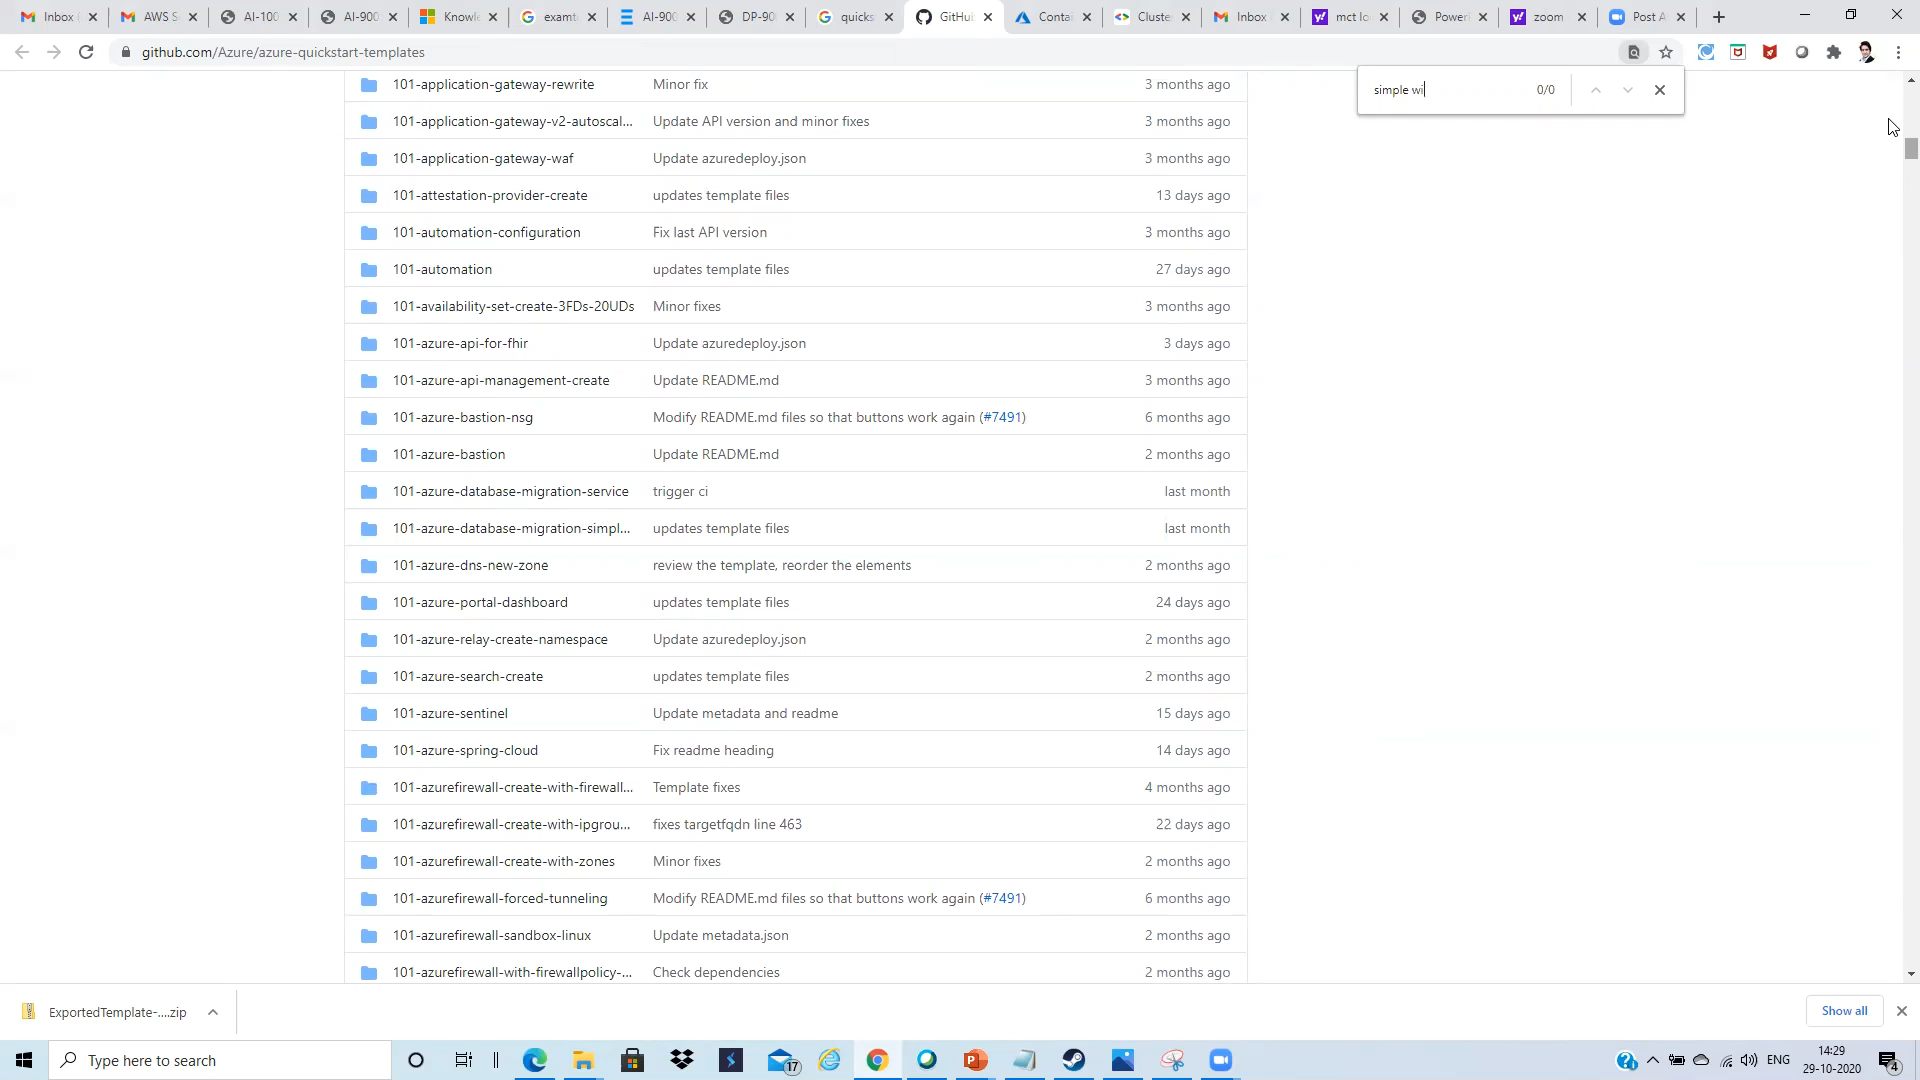 Inbox (
AWS S
AI-100
AI-900
Knowle
examt
AI-900
DP-90
quicks
GitHub
Contai
Cluste
Inbox
mct lo
Power
zoom
Post A
github.com/Azure/azure-quickstart-templates
simple wi 0/0
101-application-gateway-rewrite Minor fix 3 months ago
101-application-gateway-v2-autoscal... Update API version and minor fixes 3 months ago
101-application-gateway-waf Update azuredeploy.json 3 months ago
101-attestation-provider-create updates template files 13 days ago
101-automation-configuration Fix last API version 3 months ago
101-automation updates template files 27 days ago
101-availability-set-create-3FDs-20UDs Minor fixes 3 months ago
101-azure-api-for-fhir Update azuredeploy.json 3 days ago
101-azure-api-management-create Update README.md 3 months ago
101-azure-bastion-nsg Modify README.md files so that buttons work again (#7491) 6 months ago
101-azure-bastion Update README.md 2 months ago
101-azure-database-migration-service trigger ci last month
101-azure-database-migration-simpl... updates template files last month
101-azure-dns-new-zone review the template, reorder the elements 2 months ago
101-azure-portal-dashboard updates template files 24 days ago
101-azure-relay-create-namespace Update azuredeploy.json 2 months ago
101-azure-search-create updates template files 2 months ago
101-azure-sentinel Update metadata and readme 15 days ago
101-azure-spring-cloud Fix readme heading 14 days ago
101-azurefirewall-create-with-firewall... Template fixes 4 months ago
101-azurefirewall-create-with-ipgrou... fixes targetfqdn line 463 22 days ago
101-azurefirewall-create-with-zones Minor fixes 2 months ago
101-azurefirewall-forced-tunneling Modify README.md files so that buttons work again (#7491) 6 months ago
101-azurefirewall-sandbox-linux Update metadata.json 2 months ago
101-azurefirewall-with-firewallpolicy-... Check dependencies 2 months ago
ExportedTemplate-....zip
Show all
Type here to search
17
ENG
14:29
29-10-2020
4